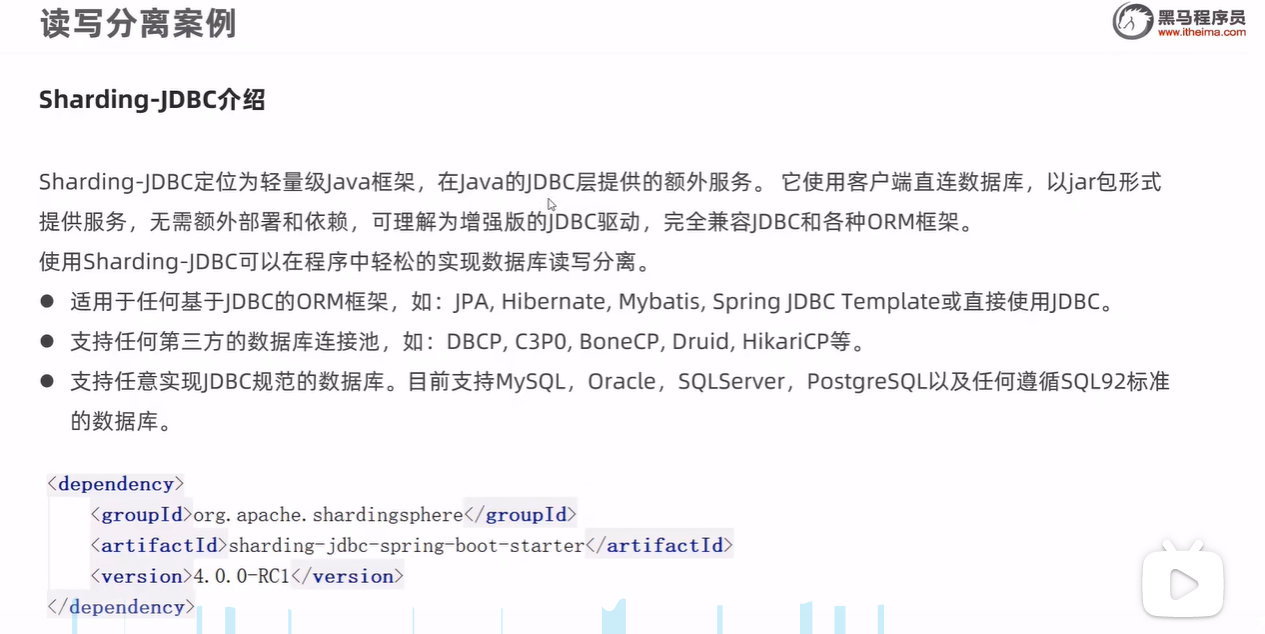 读写分离案例
黑马程序员
www.itheima.com
Sharding-JDBC介绍
Sharding-JDBC定位为轻量级Java框架，在Java的JDBC层提供的额外服务。 它使用客户端直连数据库，以jar包形式
提供服务，无需额外部署和依赖，可理解为增强版的JDBC驱动，完全兼容JDBC和各种ORM框架。
使用Sharding-JDBC可以在程序中轻松的实现数据库读写分离。
● 适用于任何基于JDBC的ORM框架，如：JPA, Hibernate, Mybatis, Spring JDBC Template或直接使用JDBC。
● 支持任何第三方的数据库连接池，如：DBCP, C3P0, BoneCP, Druid, HikariCP等。
● 支持任意实现JDBC规范的数据库。目前支持MySQL，Oracle，SQLServer，PostgreSQL以及任何遵循SQL92标准
的数据库。
<dependency>
<groupId>org.apache.shardingsphere</groupId>
<artifactId>sharding-jdbc-spring-boot-starter</artifactId>
<version>4.0.0-RC1</version>
</dependency>